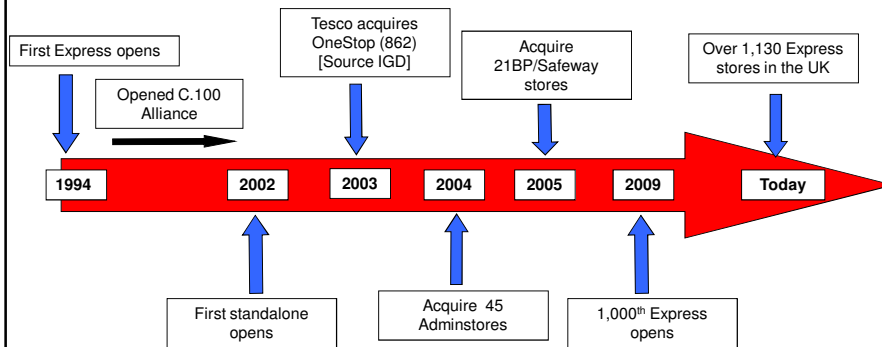 First Express opens
Opened C.100
Alliance
Tesco acquires
OneStop (862)
[Source IGD]
Acquire
21BP/Safeway
stores
Over 1,130 Express
stores in the UK
1994
2002
2003
2004
2005
2009
Today
First standalone
opens
Acquire 45
Adminstores
1,000th Express
opens